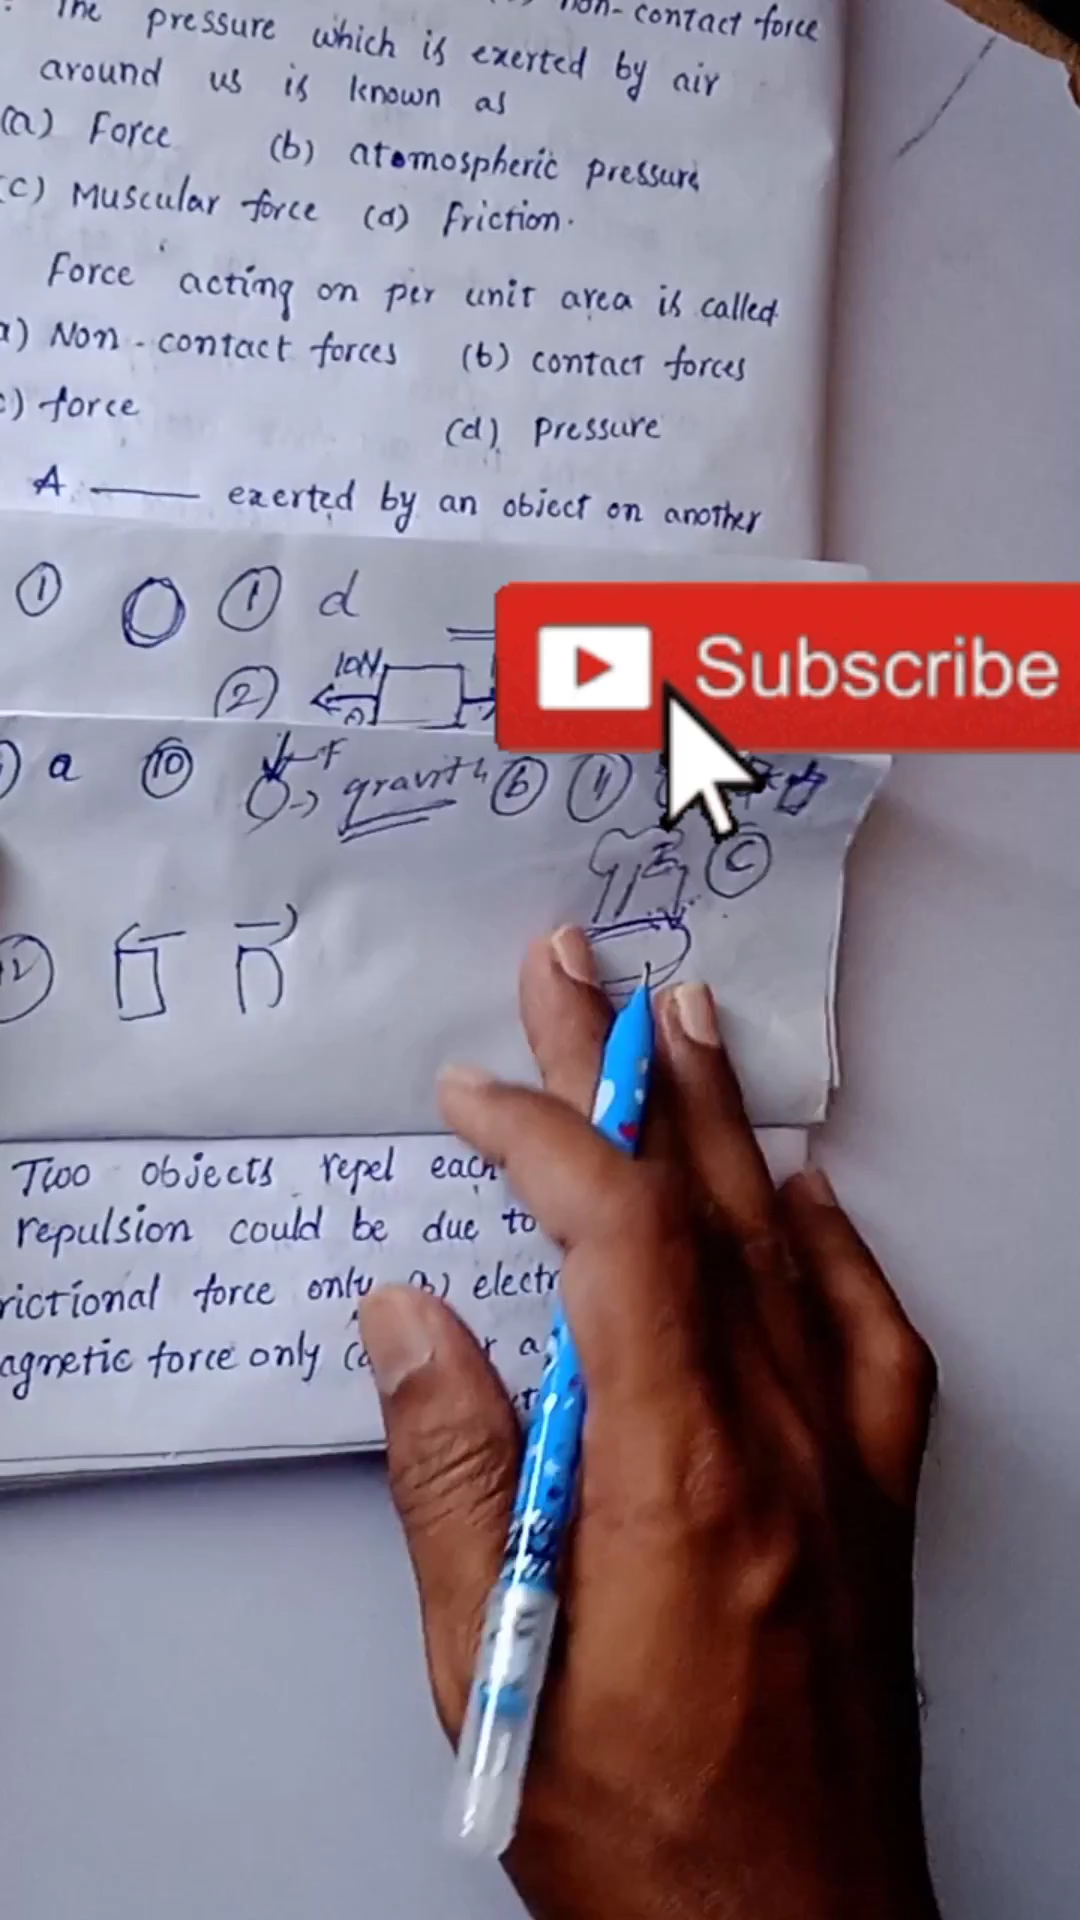 non-contact force
The pressure which is exerted by air
around us is known as
(a) Force (b) atomospheric pressure
(c) Muscular force (d) Friction.
Force acting on per unit area is called
a) Non-contact forces (b) contact forces
c) force (d) Pressure
A ____ exerted by an object on another
1 1 d
2 10N
Subscribe
a 10 F gravity b 11
C
Two objects repel each
repulsion could be due to
rictional force only b) electr
agnetic force only